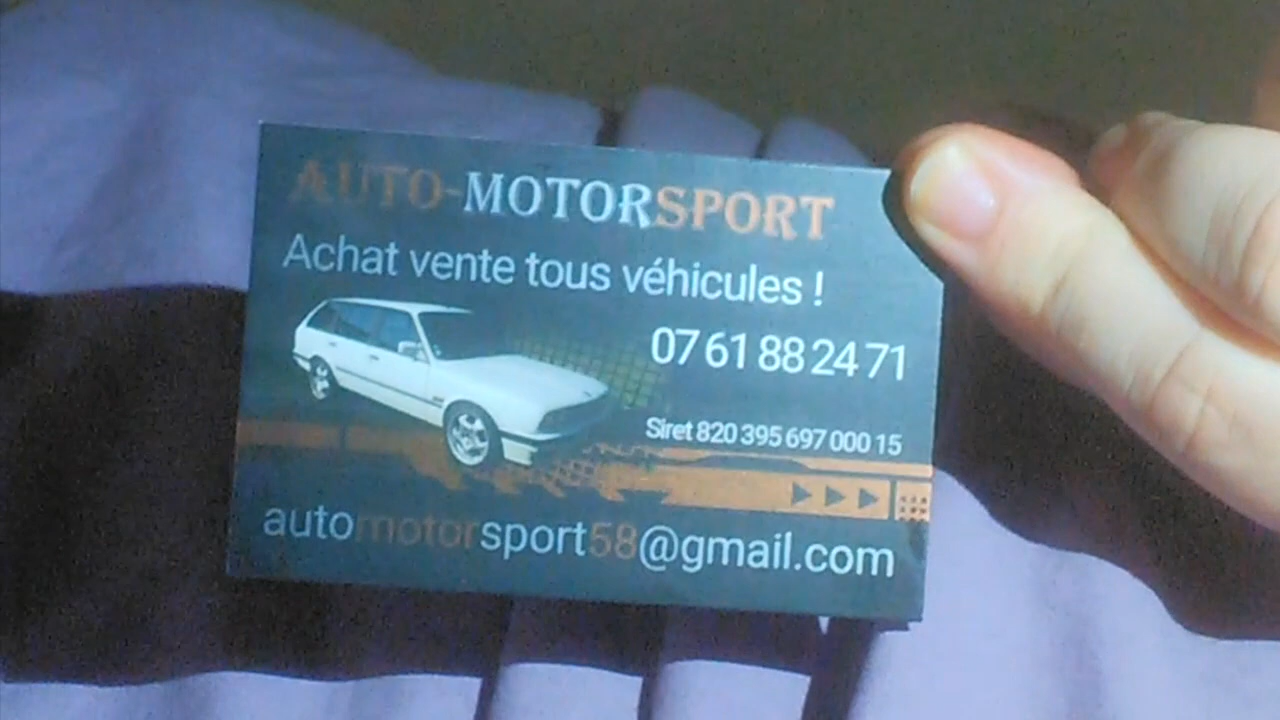 AUTO-MOTORSPORT
Achat vente tous véhicules !
07 61 88 24 71
Siret 820 395 697 000 15
automotorsport58@gmail.com